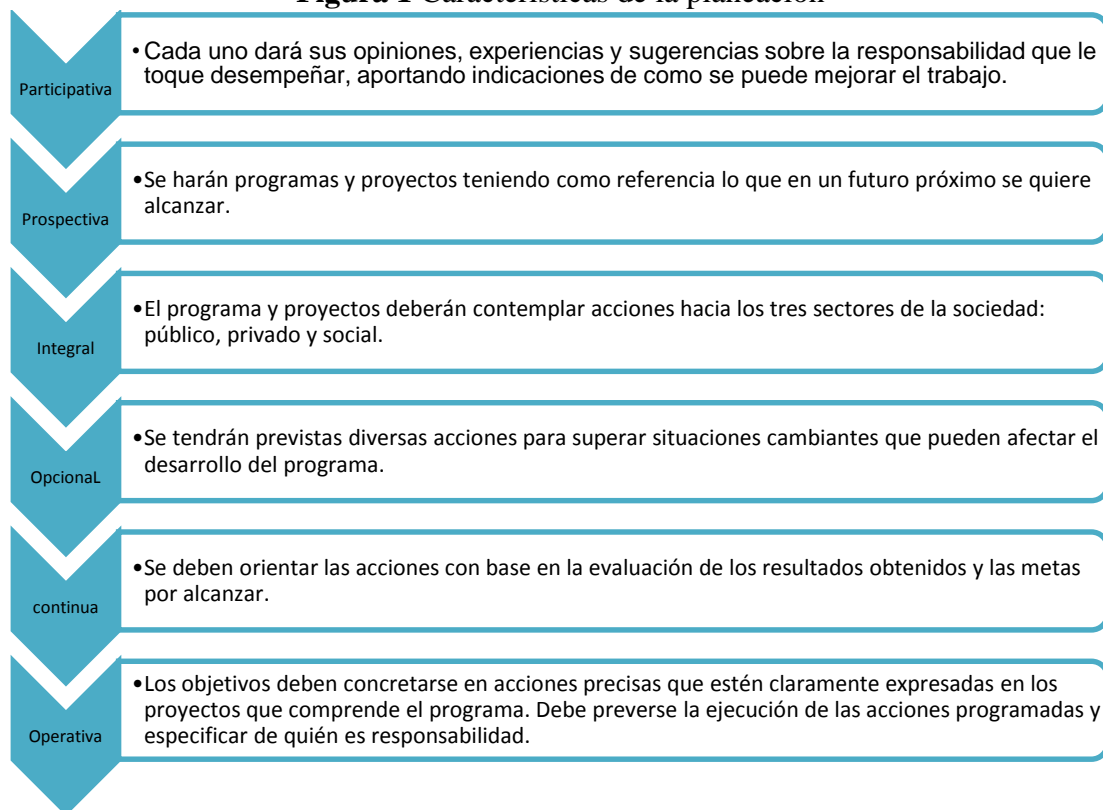 Figura 1 Características de la planeación
Participativa
• Cada uno dará sus opiniones, experiencias y sugerencias sobre la responsabilidad que le
toque desempeñar, aportando indicaciones de como se puede mejorar el trabajo.
Prospectiva
•Se harán programas y proyectos teniendo como referencia lo que en un futuro próximo se quiere
alcanzar.
Integral
•El programa y proyectos deberán contemplar acciones hacia los tres sectores de la sociedad:
público, privado y social.
OpcionaL
•Se tendrán previstas diversas acciones para superar situaciones cambiantes que pueden afectar el
desarrollo del programa.
continua
•Se deben orientar las acciones con base en la evaluación de los resultados obtenidos y las metas
por alcanzar.
Operativa
•Los objetivos deben concretarse en acciones precisas que estén claramente expresadas en los
proyectos que comprende el programa. Debe preverse la ejecución de las acciones programadas y
especificar de quién es responsabilidad.